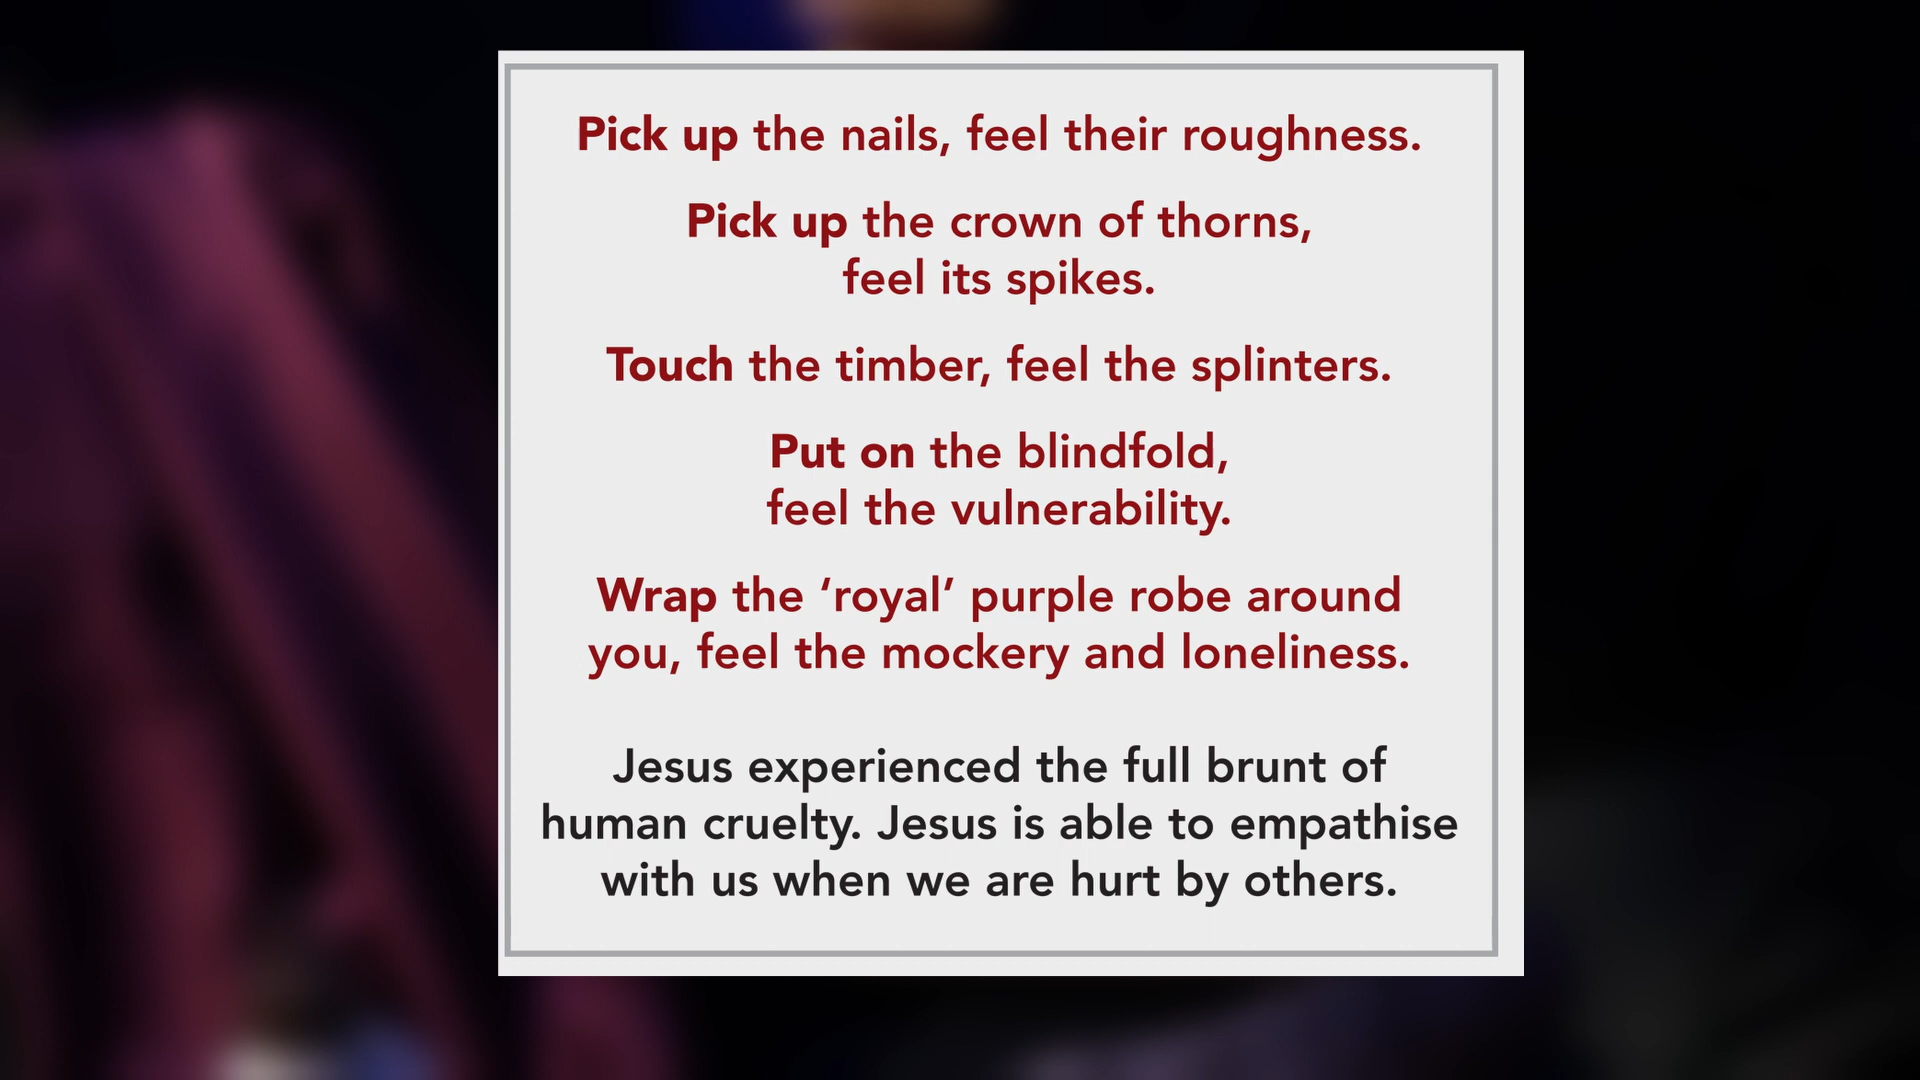 Pick up the nails, feel their roughness.
Pick up the crown of thorns,
feel its spikes.
Touch the timber, feel the splinters.
Put on the blindfold,
feel the vulnerability.
Wrap the ‘royal’ purple robe around
you, feel the mockery and loneliness.
Jesus experienced the full brunt of
human cruelty. Jesus is able to empathise
with us when we are hurt by others.